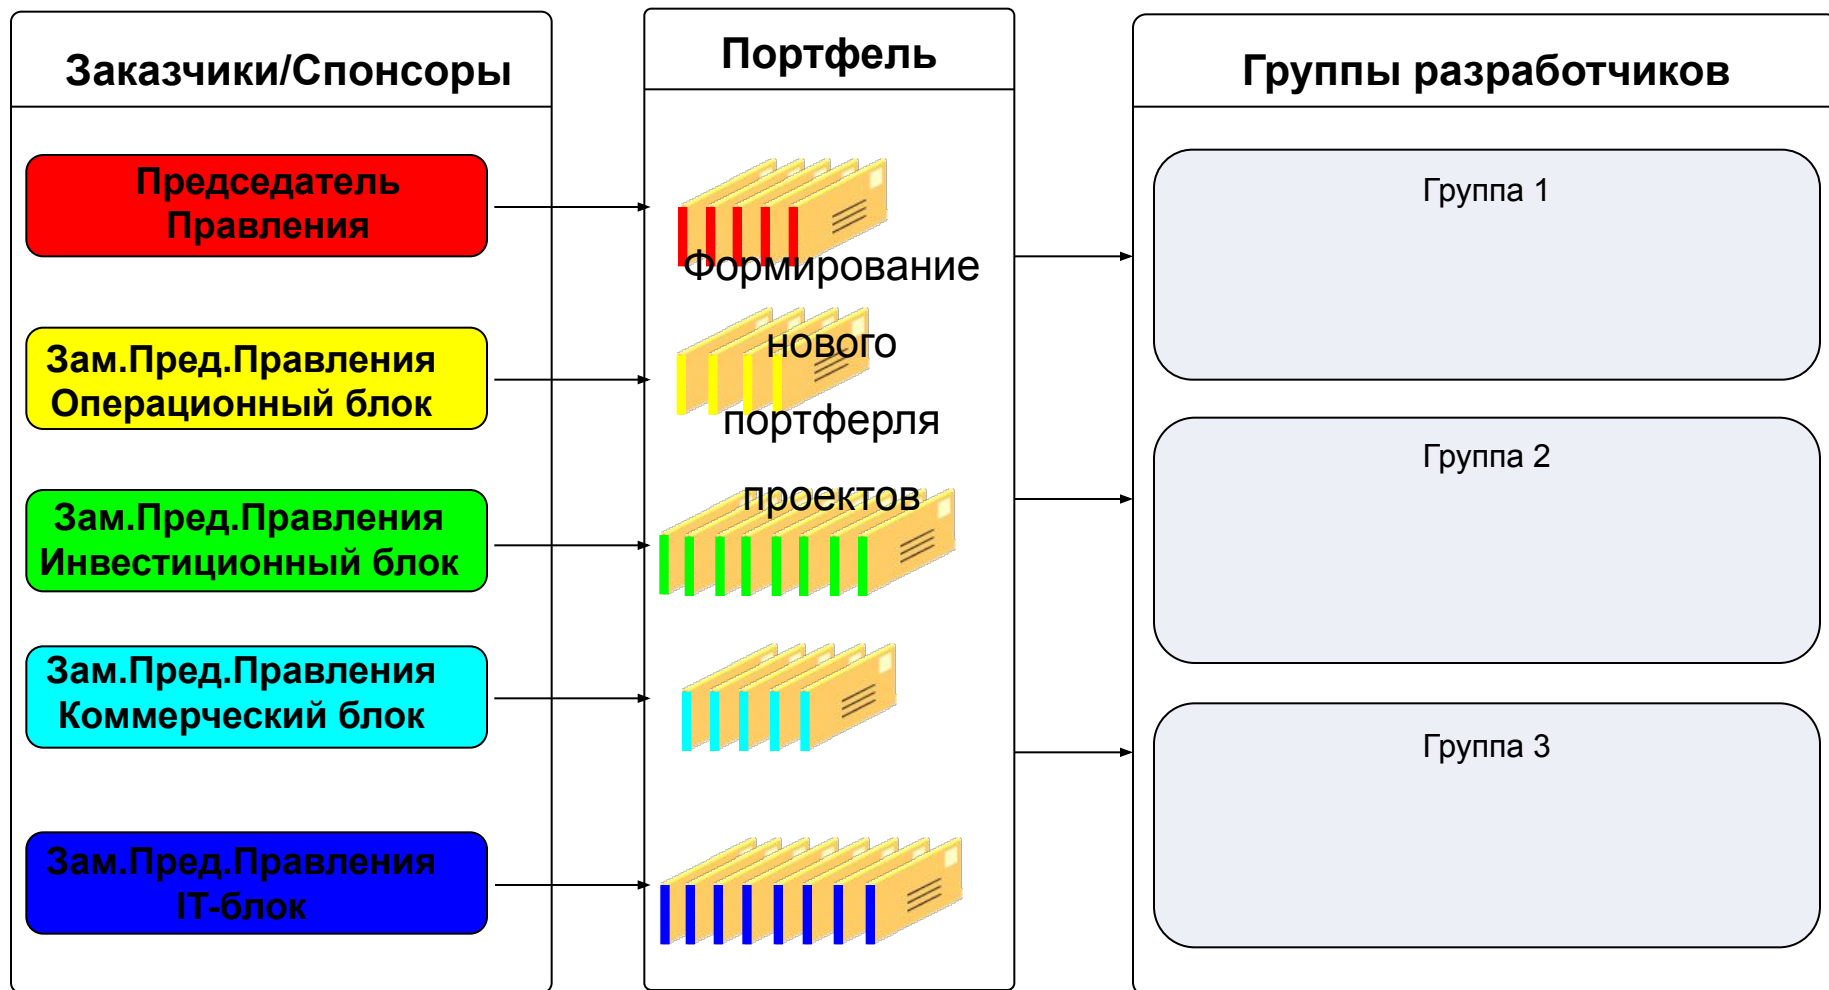 Заказчики/Спонсоры
Председатель
Правления
Зам.Пред.Правления
Операционный блок
Зам.Пред.Правления
Инвестиционный блок
Зам.Пред.Правления
Коммерческий блок
Зам.Пред.Правления
IT-блок
Портфель
Формирование
нового
портферля
проектов
Группы разработчиков
Группа 1
Группа 2
Группа 3